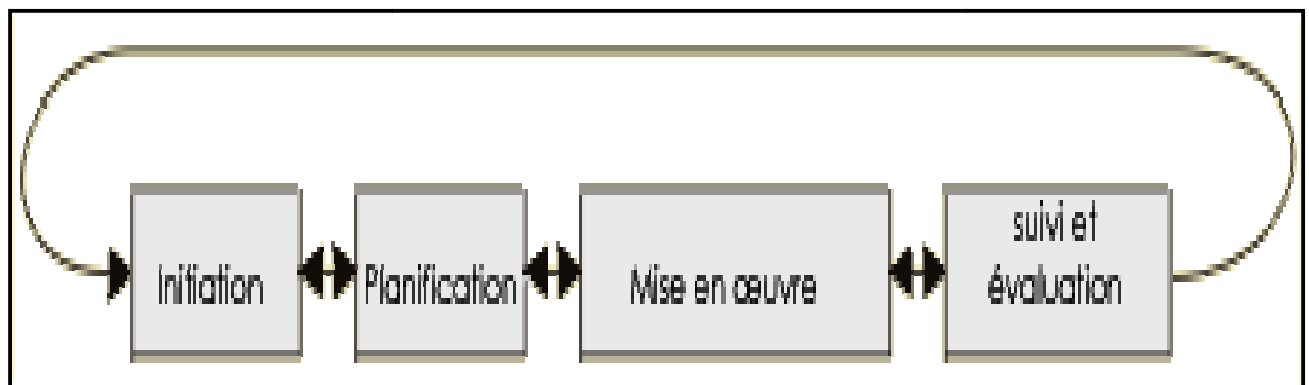 Initiation
Planification
Mise en œuvre
suivi et
évaluation